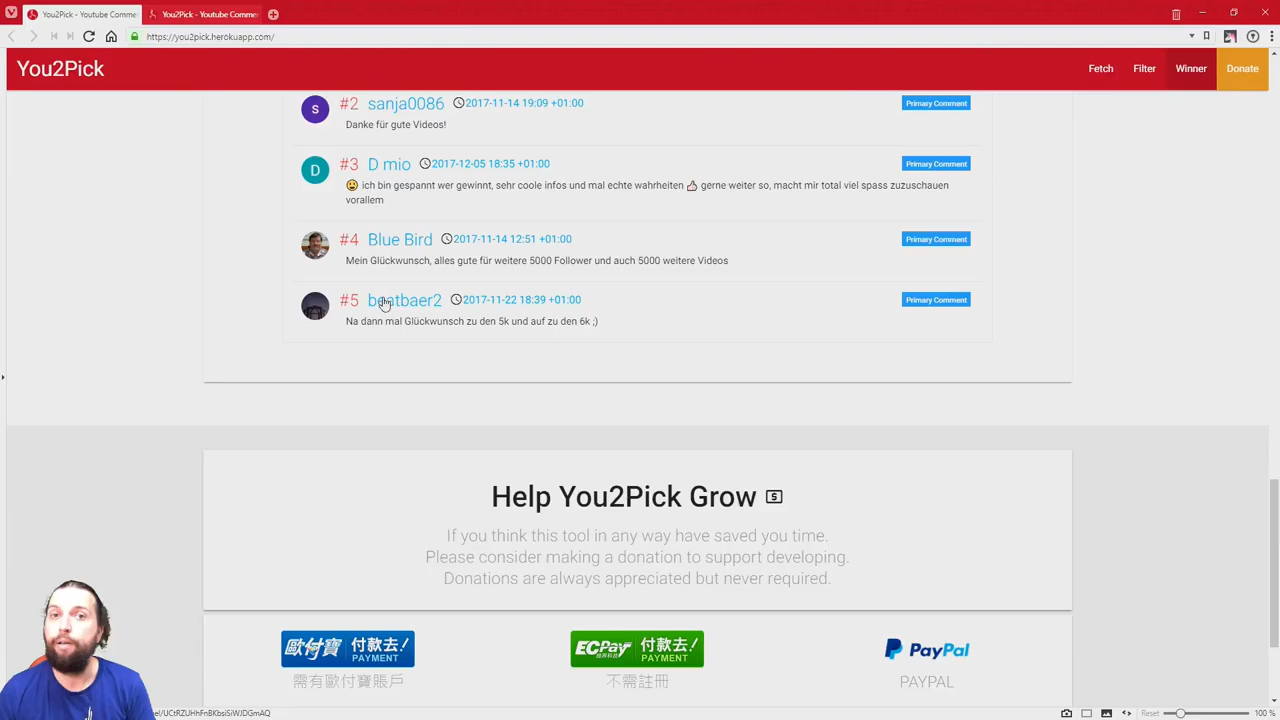 You2Pick - Youtube Comme
You2Pick - Youtube Comme
https://you2pick.herokuapp.com/
You2Pick
Fetch
Filter
Winner
Donate
S
#2 sanja0086 2017-11-14 19:09 +01:00
Primary Comment
Danke für gute Videos!
D
#3 D mio 2017-12-05 18:35 +01:00
Primary Comment
ich bin gespannt wer gewinnt, sehr coole infos und mal echte wahrheiten 👍 gerne weiter so, macht mir total viel spass zuzuschauen
vorallem
#4 Blue Bird 2017-11-14 12:51 +01:00
Primary Comment
Mein Glückwunsch, alles gute für weitere 5000 Follower und auch 5000 weitere Videos
#5 2017-11-22 18:39 +01:00
Primary Comment
Na dann mal Glückwunsch zu den 5k und auf zu den 6k ;)
Help You2Pick Grow
If you think this tool in any way have saved you time.
Please consider making a donation to support developing.
Donations are always appreciated but never required.
歐付寶 付款去!
PAYMENT
ECPay 付款去!
PAYMENT
PayPal
需有歐付寶賬戶
不需註冊
PAYPAL
Reset
100 %